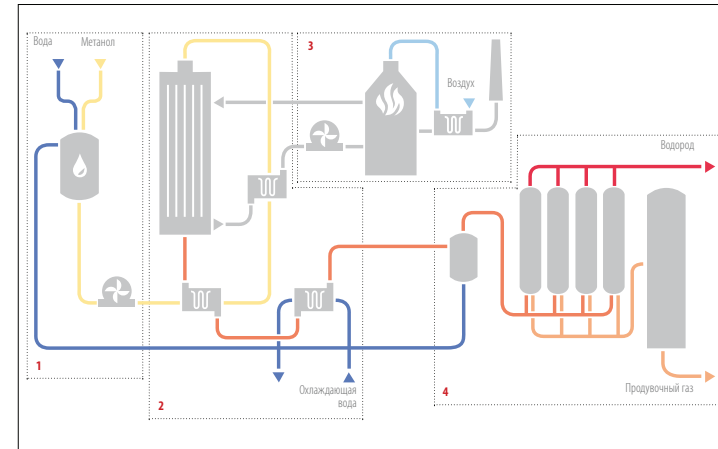 Вода
Метанол
3
Воздух
Водород
1
2
Охлаждающая
вода
4
Продувочный газ